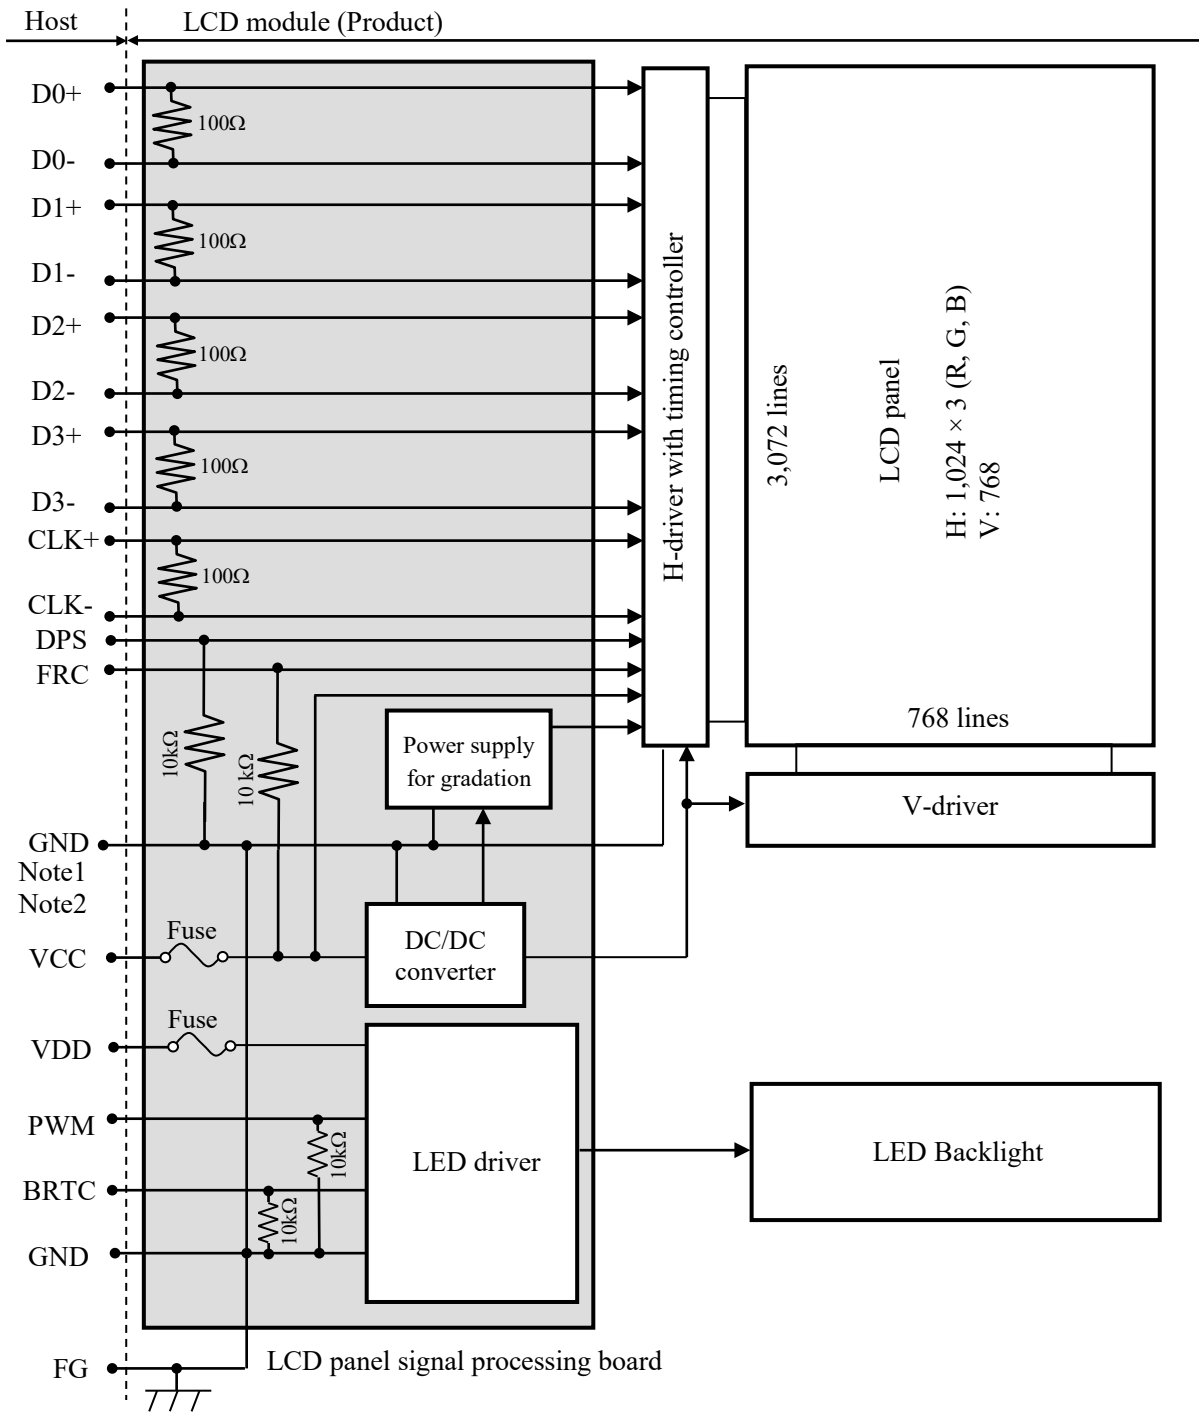 Host
LCD module (Product)
D0+
100Ω
D0-
D1+
100Ω
D1-
D2+
100Ω
D2-
D3+
100Ω
D3-
CLK+
100Ω
CLK-
DPS
FRC
10kΩ
10 kΩ
Power supply
for gradation
H-driver with timing controller
3,072 lines
LCD panel
H: 1,024 × 3 (R, G, B)
V: 768
768 lines
V-driver
GND
Note1
Note2
Fuse
VCC
DC/DC
converter
Fuse
VDD
PWM
10kΩ
LED driver
LED Backlight
BRTC
10kΩ
GND
FG
LCD panel signal processing board